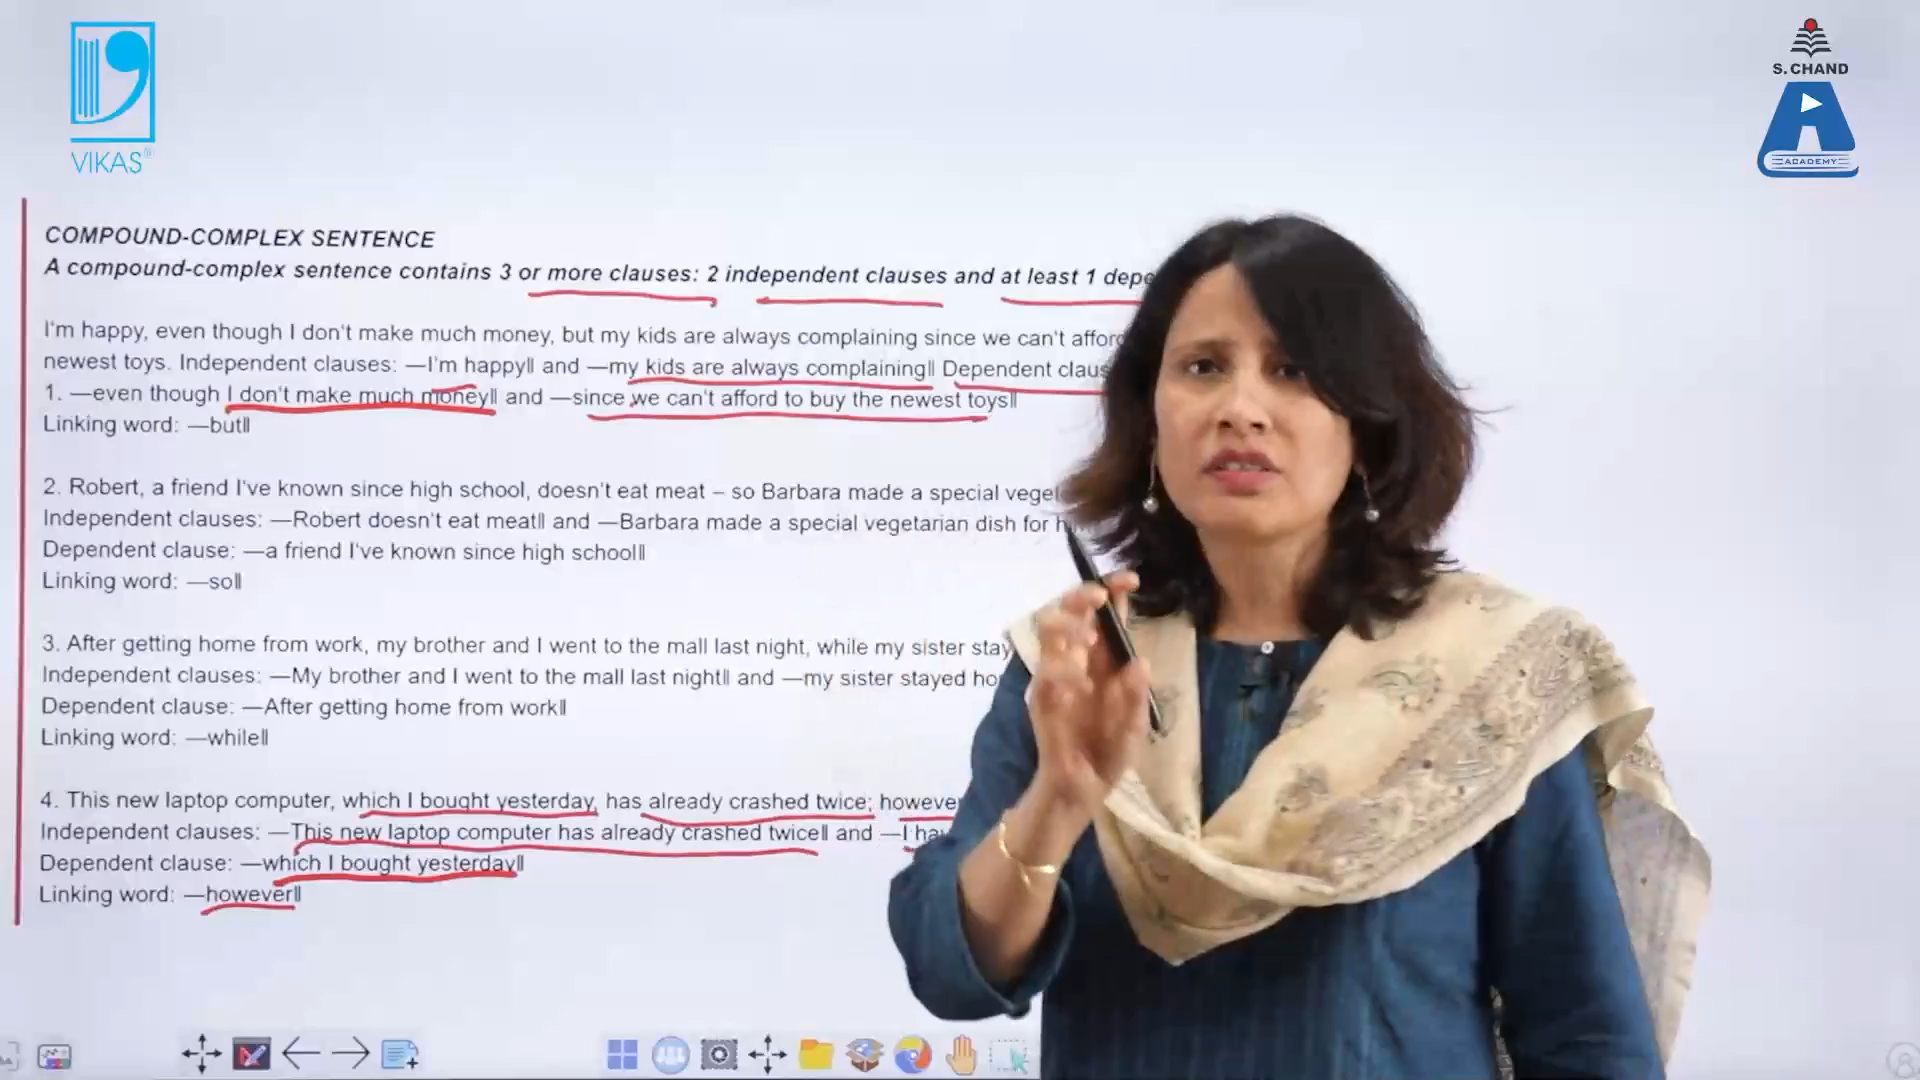 VIKAS®
S. CHAND
ACADEMY
COMPOUND-COMPLEX SENTENCE
A compound-complex sentence contains 3 or more clauses: 2 independent clauses and at least 1
I'm happy, even though I don't make much money, but my kids are always complaining since we can't
newest toys. Independent clauses: —I'm happy‖ and —my kids are always complaining‖ Dependent
1. —even though I don't make much money‖ and —since we can't afford to buy the newest toys‖
Linking word: —but‖
2. Robert, a friend I've known since high school, doesn't eat meat – so Barbara made a special
Independent clauses: —Robert doesn't eat meat‖ and —Barbara made a special vegetarian dish for
Dependent clause: —a friend I've known since high school‖
Linking word: —so‖
3. After getting home from work, my brother and I went to the mall last night, while my sister
Independent clauses: —My brother and I went to the mall last night‖ and —my sister stayed
Dependent clause: —After getting home from work‖
Linking word: —while‖
4. This new laptop computer, which I bought yesterday, has already crashed twice;
Independent clauses: —This new laptop computer has already crashed twice‖ and —I
Dependent clause: —which I bought yesterday‖
Linking word: —however‖